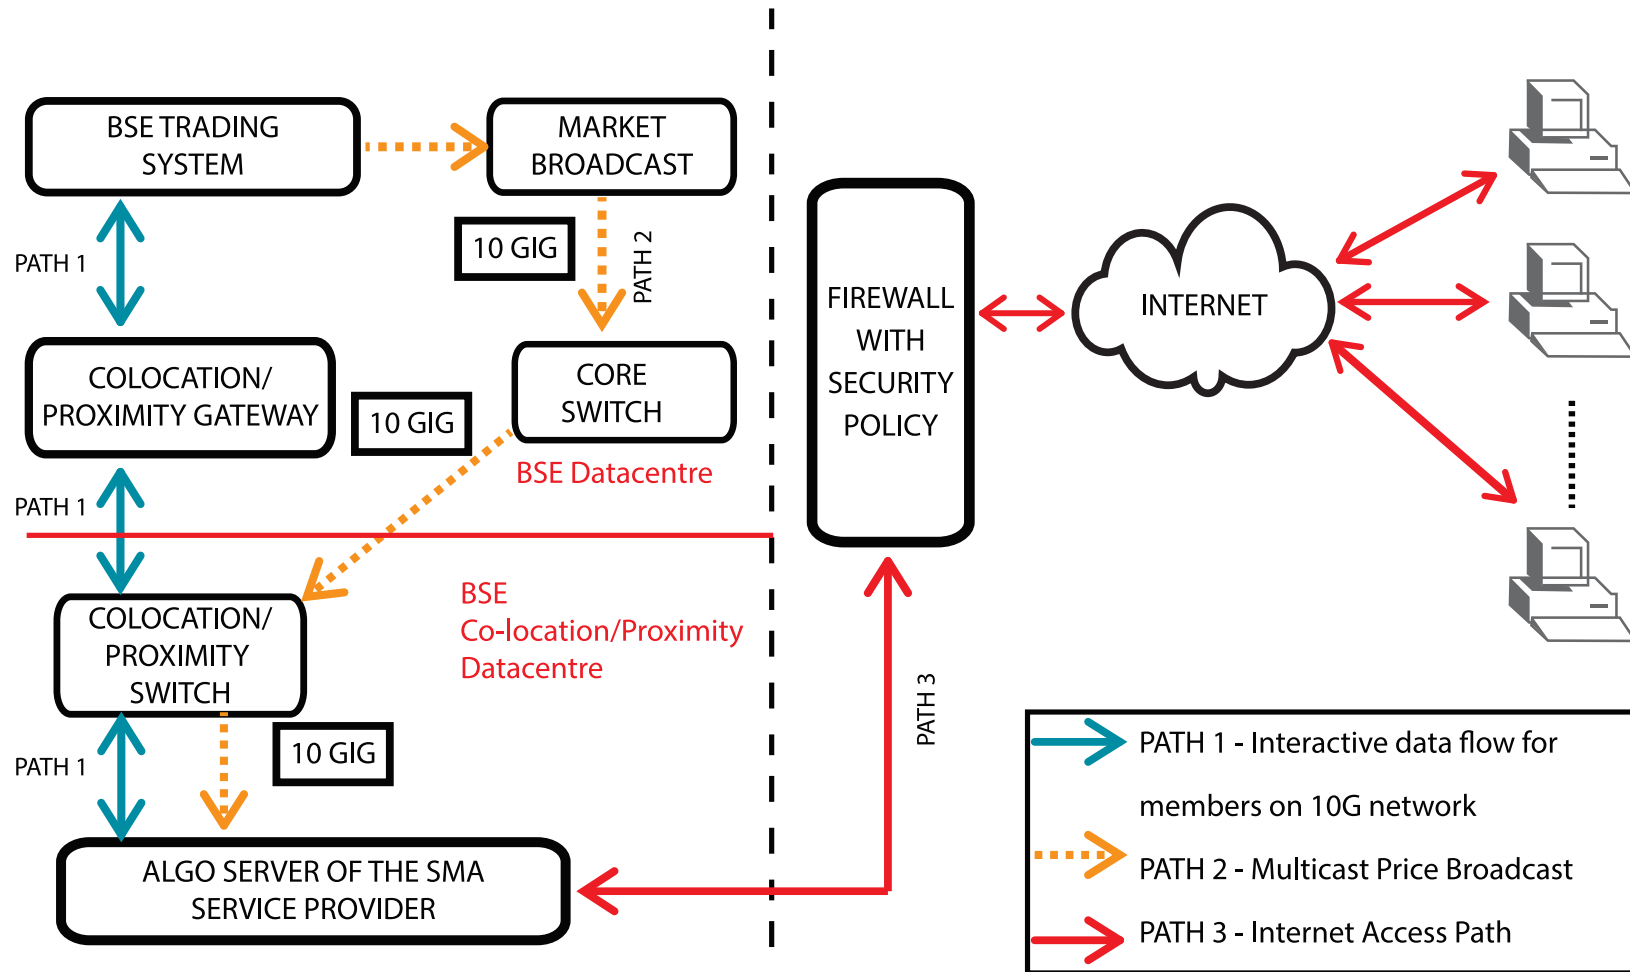 BSE TRADING
SYSTEM
MARKET
BROADCAST
PATH 1
10 GIG
PATH 2
COLOCATION/
PROXIMITY GATEWAY
10 GIG
CORE
SWITCH
BSE Datacentre
PATH 1
COLOCATION/
PROXIMITY
SWITCH
BSE
Co-location/Proximity
Datacentre
PATH 1
10 GIG
ALGO SERVER OF THE SMA
SERVICE PROVIDER
FIREWALL
WITH
SECURITY
POLICY
INTERNET
PATH 3
PATH 1 - Interactive data flow for
members on 10G network
PATH 2 - Multicast Price Broadcast
PATH 3 - Internet Access Path